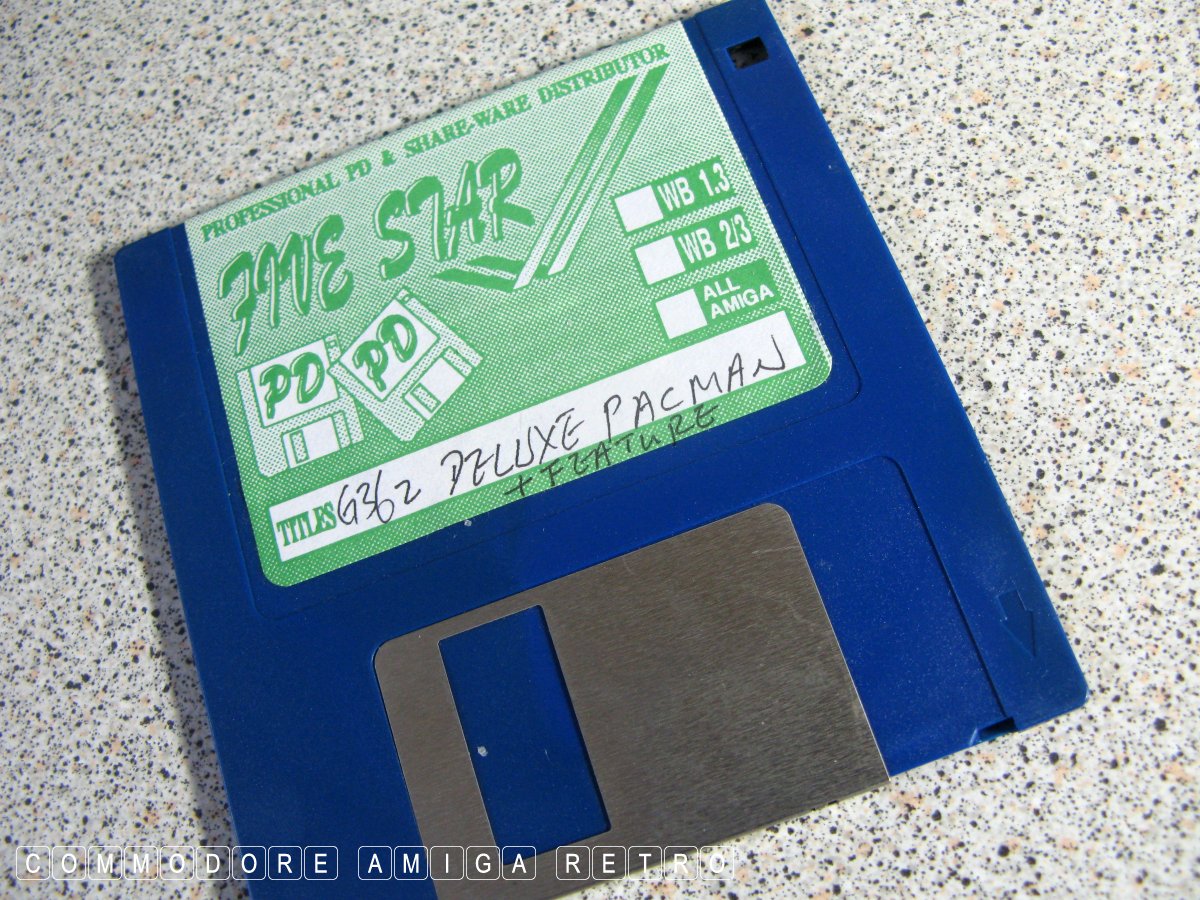 PROFESSIONAL PD & SHARE-WARE DISTRIBUTOR
FIVE STAR
WB 1.3
WB 2/3
ALL
AMIGA
PD
PD
TITLES G362 DELUXE PACMAN
+ FEATURE
COMMODORE AMIGA RETRO